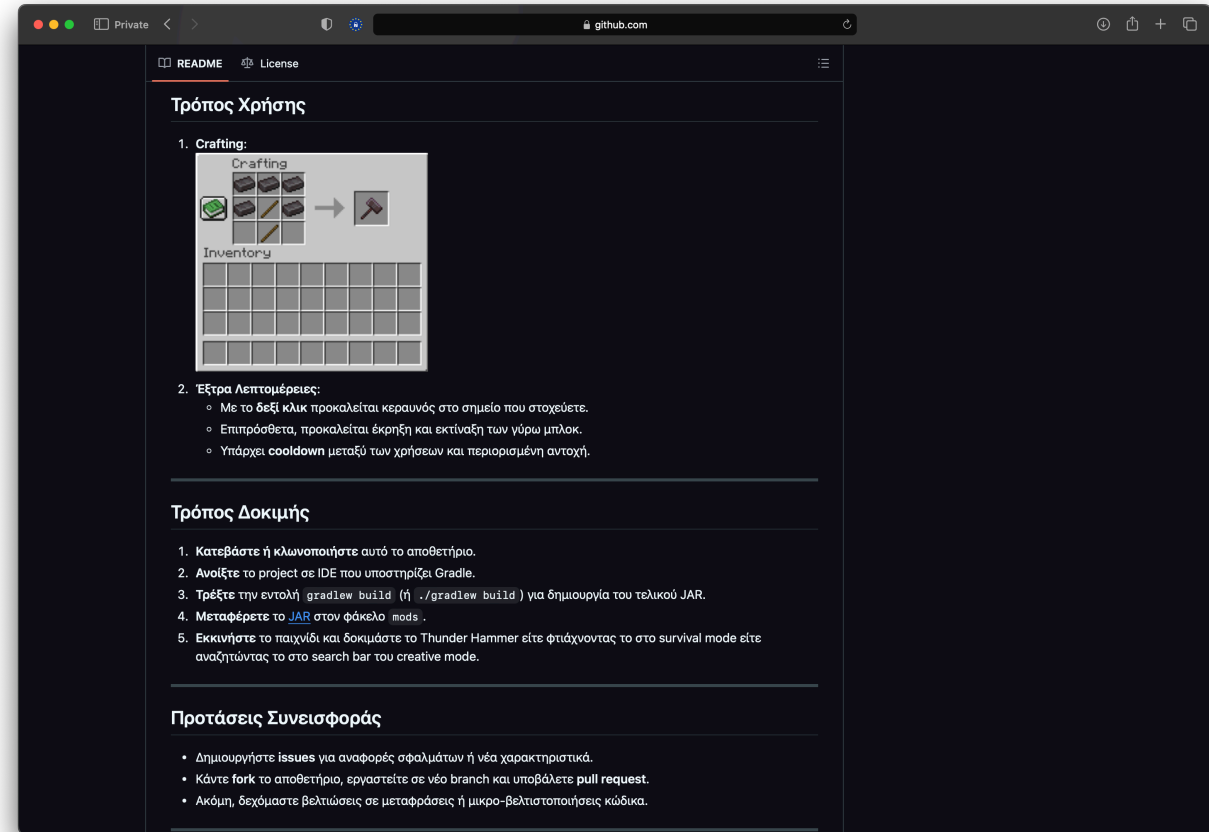 Private
github.com
README
License
Τρόπος Χρήσης
1. Crafting:
Crafting
Inventory
2. Έξτρα Λεπτομέρειες:
Με το δεξί κλικ προκαλείται κεραυνός στο σημείο που στοχεύετε.
Επιπρόσθετα, προκαλείται έκρηξη και εκτίναξη των γύρω μπλοκ.
Υπάρχει cooldown μεταξύ των χρήσεων και περιορισμένη αντοχή.
Τρόπος Δοκιμής
1. Κατεβάστε ή κλωνοποιήστε αυτό το αποθετήριο.
2. Ανοίξτε το project σε IDE που υποστηρίζει Gradle.
3. Τρέξτε την εντολή gradlew build (ή ./gradlew build) για δημιουργία του τελικού JAR.
4. Μεταφέρετε το JAR στον φάκελο mods.
5. Εκκινήστε το παιχνίδι και δοκιμάστε το Thunder Hammer είτε φτιάχνοντας το στο survival mode είτε
αναζητώντας το στο search bar του creative mode.
Προτάσεις Συνεισφοράς
Δημιουργήστε issues για αναφορές σφαλμάτων ή νέα χαρακτηριστικά.
Κάντε fork το αποθετήριο, εργαστείτε σε νέο branch και υποβάλετε pull request.
Ακόμη, δεχόμαστε βελτιώσεις σε μεταφράσεις ή μικρο-βελτιστοποιήσεις κώδικα.